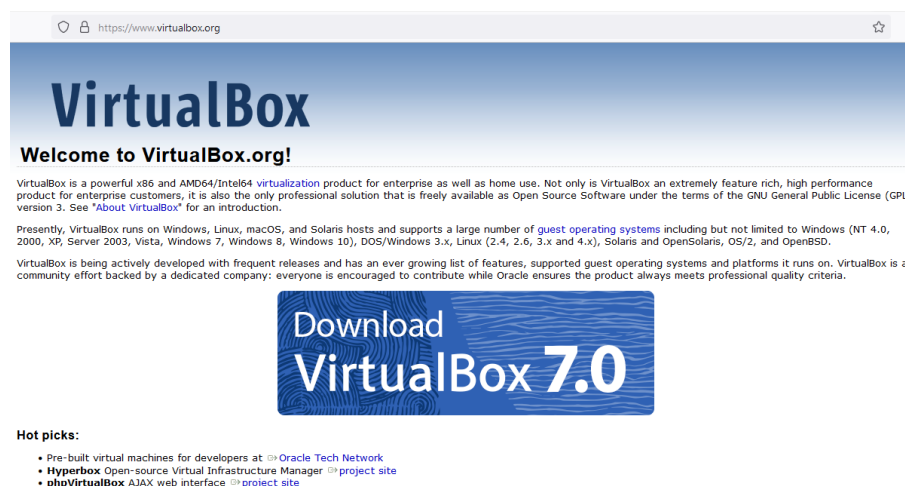 https://www.virtualbox.org
VirtualBox
Welcome to VirtualBox.org!
VirtualBox is a powerful x86 and AMD64/Intel64 virtualization product for enterprise as well as home use. Not only is VirtualBox an extremely feature rich, high performance
product for enterprise customers, it is also the only professional solution that is freely available as Open Source Software under the terms of the GNU General Public License (GPL
version 3. See "About VirtualBox" for an introduction.
Presently, VirtualBox runs on Windows, Linux, macOS, and Solaris hosts and supports a large number of guest operating systems including but not limited to Windows (NT 4.0,
2000, XP, Server 2003, Vista, Windows 7, Windows 8, Windows 10), DOS/Windows 3.x, Linux (2.4, 2.6, 3.x and 4.x), Solaris and OpenSolaris, OS/2, and OpenBSD.
VirtualBox is being actively developed with frequent releases and has an ever growing list of features, supported guest operating systems and platforms it runs on. VirtualBox is a
community effort backed by a dedicated company: everyone is encouraged to contribute while Oracle ensures the product always meets professional quality criteria.
Download
VirtualBox 7.0
Hot picks:
• Pre-built virtual machines for developers at Oracle Tech Network
• Hyperbox Open-source Virtual Infrastructure Manager project site
• phpVirtualBox AJAX web interface project site